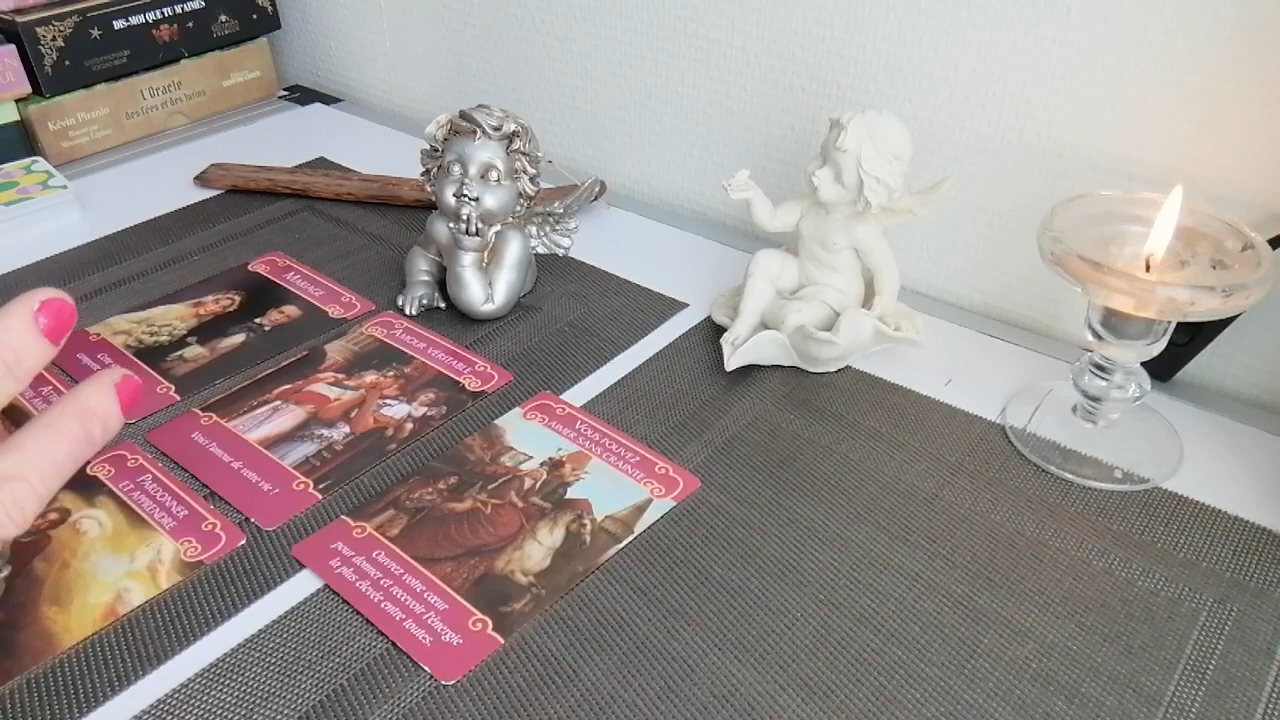 DIS-MOI QUE TU M'AIMES
L'Oracle
des fées et des lutins
Kévin Piranio
Illustré par
MARIAGE
AMOUR VÉRITABLE
Voici l'amour de votre vie !
VOUS POUVEZ
AIMER SANS CRAINTE
Ouvrez votre cœur
pour donner et recevoir l'énergie
la plus élevée entre toutes.
PARDONNER
ET APPRENDRE